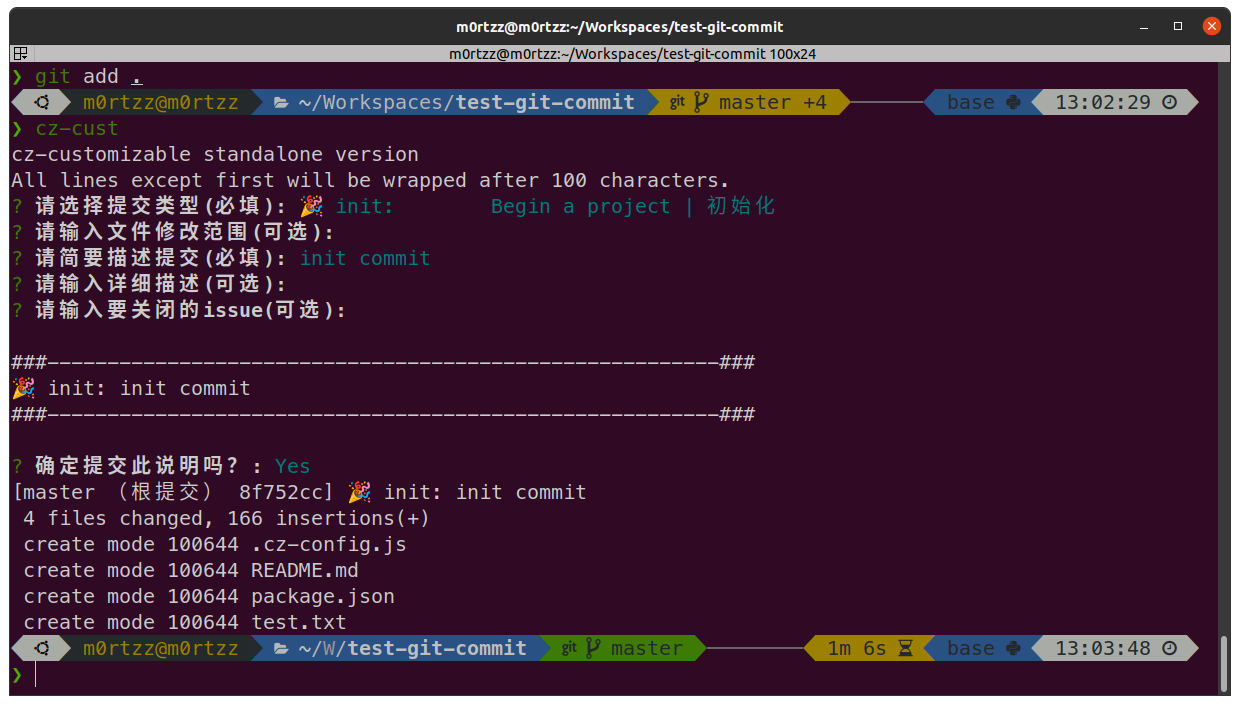 m0rtzz@m0rtzz:~/Workspaces/test-git-commit
m0rtzz@m0rtzz:~/Workspaces/test-git-commit 100x24
❯ git add .
m0rtzz@m0rtzz ~/Workspaces/test-git-commit git master +4 base 13:02:29
❯ cz-cust
cz-customizable standalone version
All lines except first will be wrapped after 100 characters.
? 请选择提交类型(必填): 🎉 init: Begin a project | 初始化
? 请输入文件修改范围(可选):
? 请简要描述提交(必填): init commit
? 请输入详细描述(可选):
? 请输入要关闭的issue(可选):
###--------------------------------------------------------###
🎉 init: init commit
###--------------------------------------------------------###
? 确定提交此说明吗？: Yes
[master （根提交） 8f752cc] 🎉 init: init commit
4 files changed, 166 insertions(+)
create mode 100644 .cz-config.js
create mode 100644 README.md
create mode 100644 package.json
create mode 100644 test.txt
m0rtzz@m0rtzz ~/W/test-git-commit git master 1m 6s base 13:03:48
❯